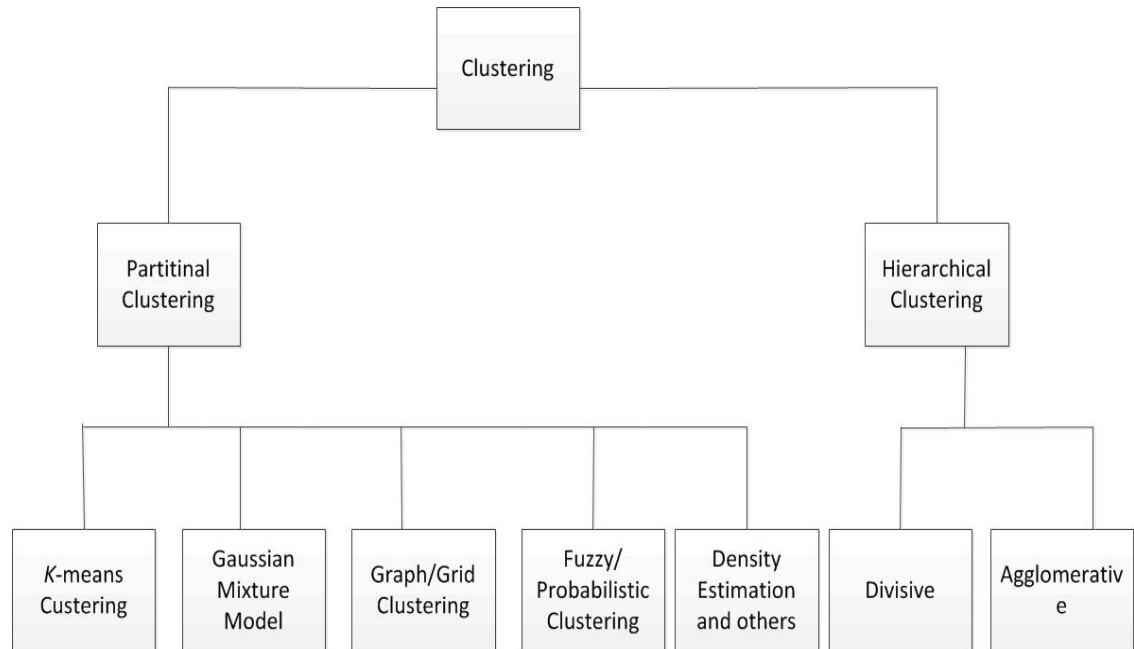 Clustering
Partitinal
Clustering
Hierarchical
Clustering
K-means
Custering
Gaussian
Mixture
Model
Graph/Grid
Clustering
Fuzzy/
Probabilistic
Clustering
Density
Estimation
and others
Divisive
Agglomerativ
e